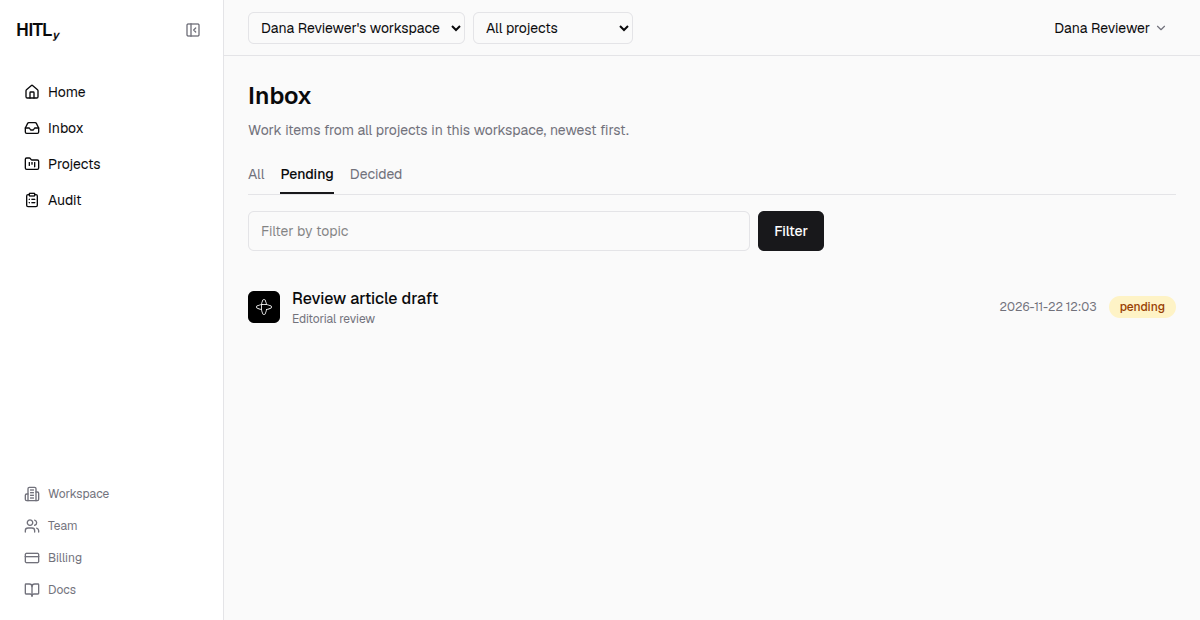 HITLy
Dana Reviewer's workspace
All projects
Dana Reviewer
Home
Inbox
Projects
Audit
Workspace
Team
Billing
Docs
Inbox
Work items from all projects in this workspace, newest first.
All Pending Decided
Filter by topic
Filter
Review article draft
Editorial review
2026-11-22 12:03
pending